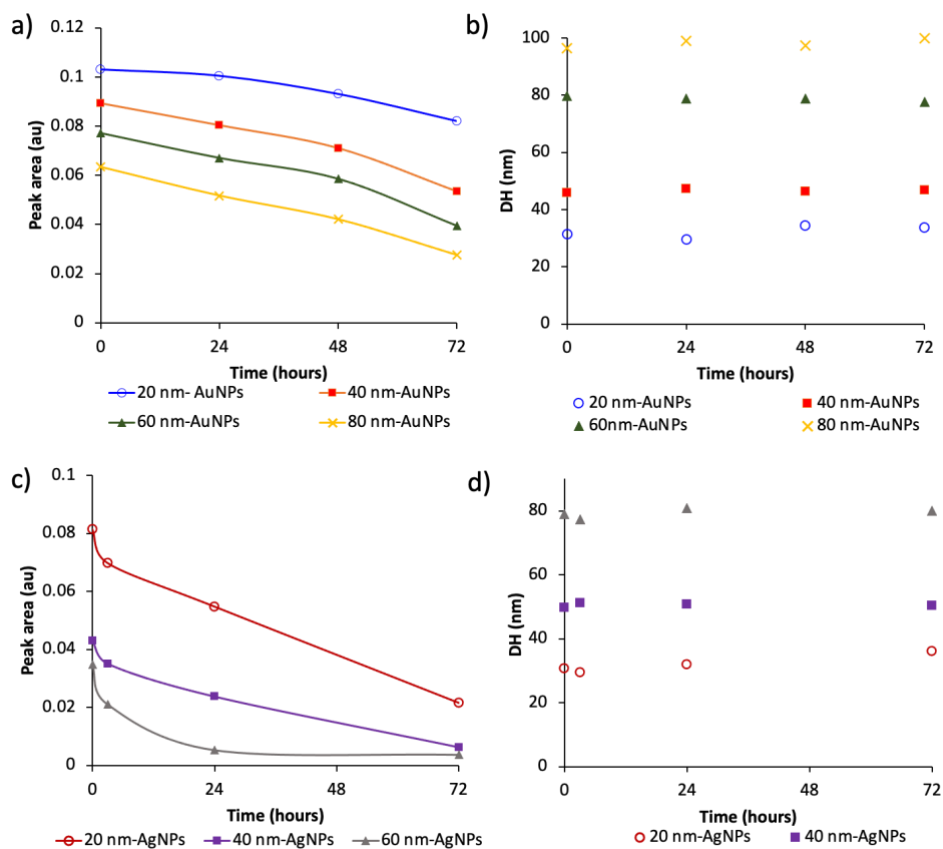 a)
0.12
0.1
0.08
0.06
0.04
0.02
0
Peak area (au)
0 24 48 72
Time (hours)
20 nm- AuNPs 40 nm-AuNPs
60 nm-AuNPs 80 nm-AuNPs
b)
100
80
60
40
20
0
DH (nm)
0 24 48 72
Time (hours)
20 nm-AuNPs 40 nm-AuNPs
60nm-AuNPs 80 nm-AuNPs
c)
0.1
0.08
0.06
0.04
0.02
0
Peak area (au)
0 24 48 72
Time (hours)
20 nm-AgNPs 40 nm-AgNPs 60 nm-AgNPs
d)
80
60
40
20
0
DH (nm)
0 24 48 72
Time (hours)
20 nm-AgNPs 40 nm-AgNPs